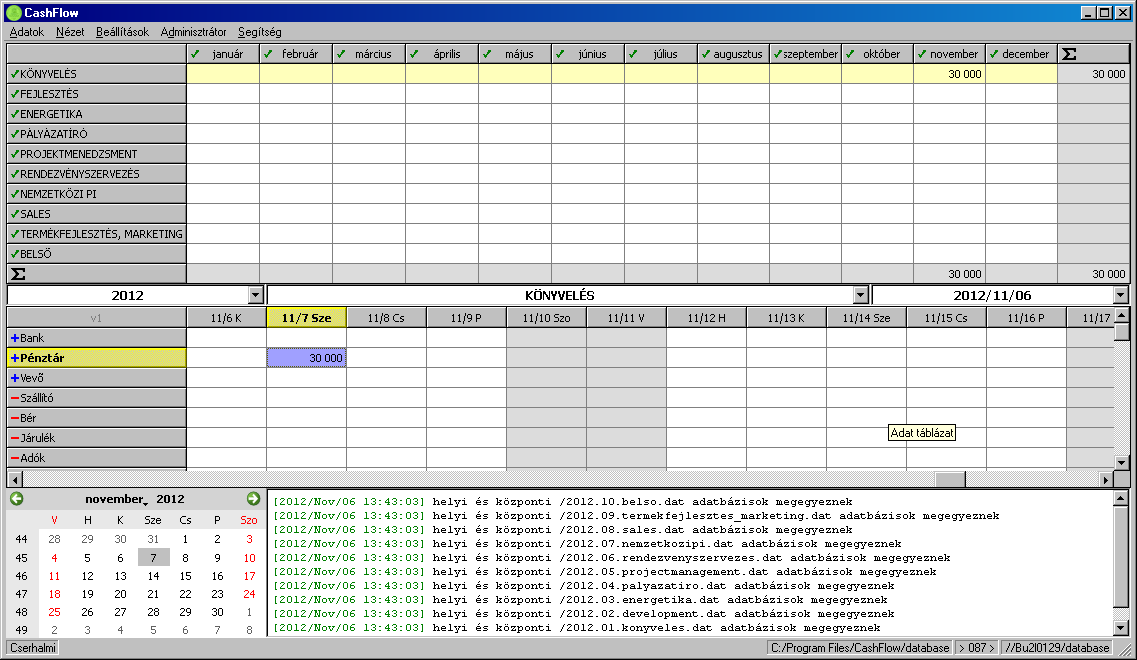 CashFlow
Adatok Nézet Beállítások Adminisztrátor Segítség
január február március április május június július augusztus szeptember október november december Σ
KÖNYVELÉS 30 000 30 000
FEJLESZTÉS
ENERGETIKA
PÁLYÁZATÍRÓ
PROJEKTMENEDZSMENT
RENDEZVÉNYSZERVEZÉS
NEMZETKÖZI PI
SALES
TERMÉKFEJLESZTÉS, MARKETING
BELSŐ
Σ 30 000 30 000
2012 KÖNYVELÉS 2012/11/06
v1 11/6 K 11/7 Sze 11/8 Cs 11/9 P 11/10 Szo 11/11 V 11/12 H 11/13 K 11/14 Sze 11/15 Cs 11/16 P 11/17
+Bank
+Pénztár 30 000
+Vevő
−Szállító
−Bér
−Járulék
−Adók
Adat táblázat
november, 2012
V H K Sze Cs P Szo
44 28 29 30 31 1 2 3
45 4 5 6 7 8 9 10
46 11 12 13 14 15 16 17
47 18 19 20 21 22 23 24
48 25 26 27 28 29 30 1
49 2 3 4 5 6 7 8
[2012/Nov/06 13:43:03] helyi és központi /2012.10.belso.dat adatbázisok megegyeznek
[2012/Nov/06 13:43:03] helyi és központi /2012.09.termekfejlesztes_marketing.dat adatbázisok megegyeznek
[2012/Nov/06 13:43:03] helyi és központi /2012.08.sales.dat adatbázisok megegyeznek
[2012/Nov/06 13:43:03] helyi és központi /2012.07.nemzetkozipi.dat adatbázisok megegyeznek
[2012/Nov/06 13:43:03] helyi és központi /2012.06.rendezvenyszervezes.dat adatbázisok megegyeznek
[2012/Nov/06 13:43:03] helyi és központi /2012.05.projectmanagement.dat adatbázisok megegyeznek
[2012/Nov/06 13:43:03] helyi és központi /2012.04.palyazatiro.dat adatbázisok megegyeznek
[2012/Nov/06 13:43:03] helyi és központi /2012.03.energetika.dat adatbázisok megegyeznek
[2012/Nov/06 13:43:03] helyi és központi /2012.02.development.dat adatbázisok megegyeznek
[2012/Nov/06 13:43:03] helyi és központi /2012.01.konyveles.dat adatbázisok megegyeznek
Cserhalmi C:/Program Files/CashFlow/database > 087 > //Bu2l0129/database